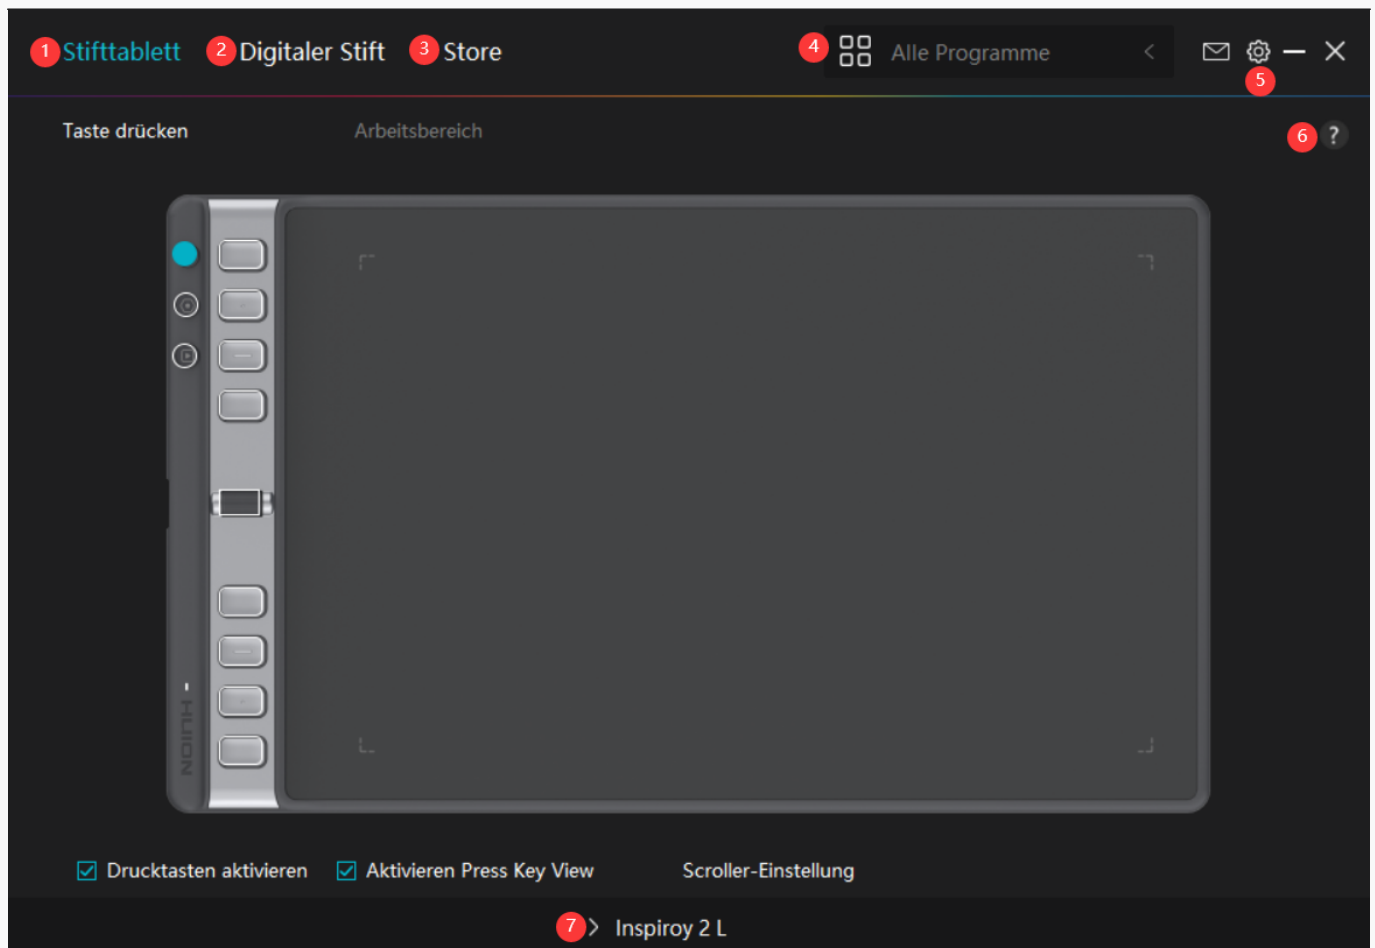 1 Stifttablett 2 Digitaler Stift 3 Store 4 Alle Programme
5
Taste drücken Arbeitsbereich 6 ?
HUION
Drucktasten aktivieren Aktivieren Press Key View Scroller-Einstellung
7 Inspiroy 2 L